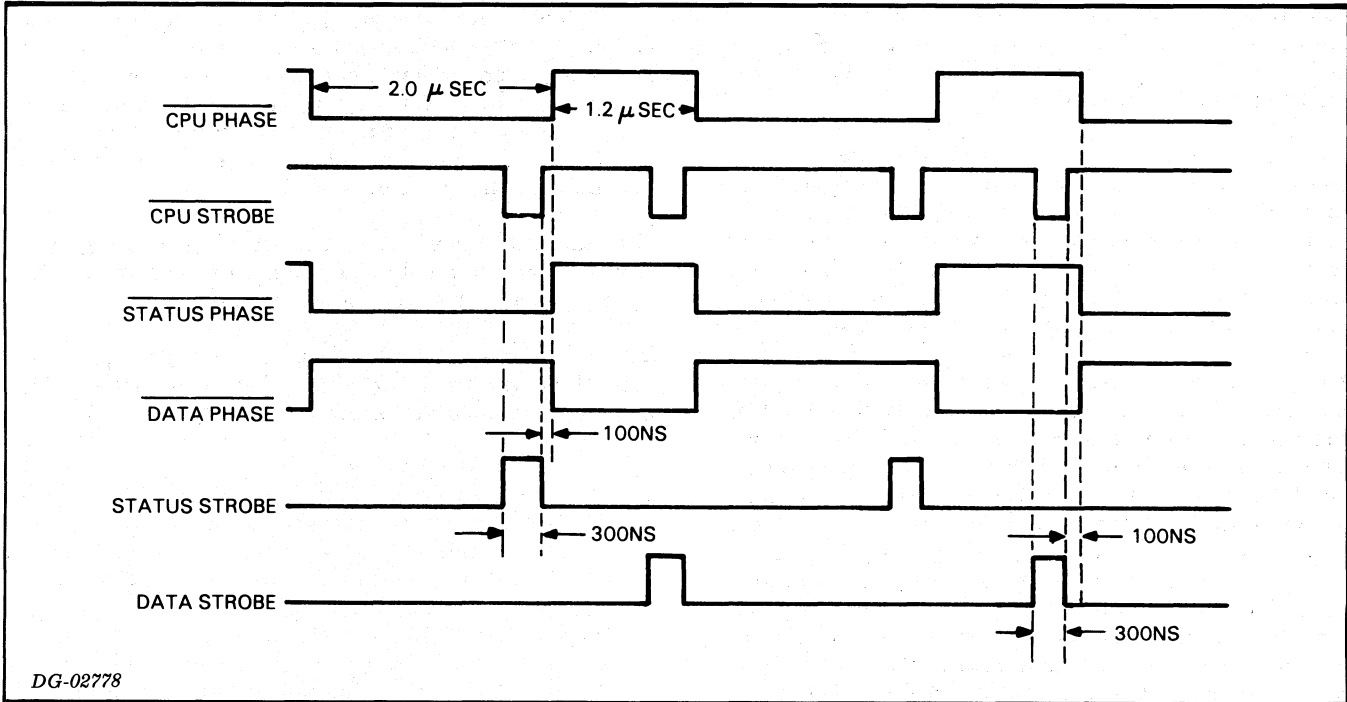 2.0 μ SEC
1.2 μ SEC
CPU PHASE
CPU STROBE
STATUS PHASE
DATA PHASE
100NS
STATUS STROBE
300NS
100NS
DATA STROBE
300NS
DG-02778